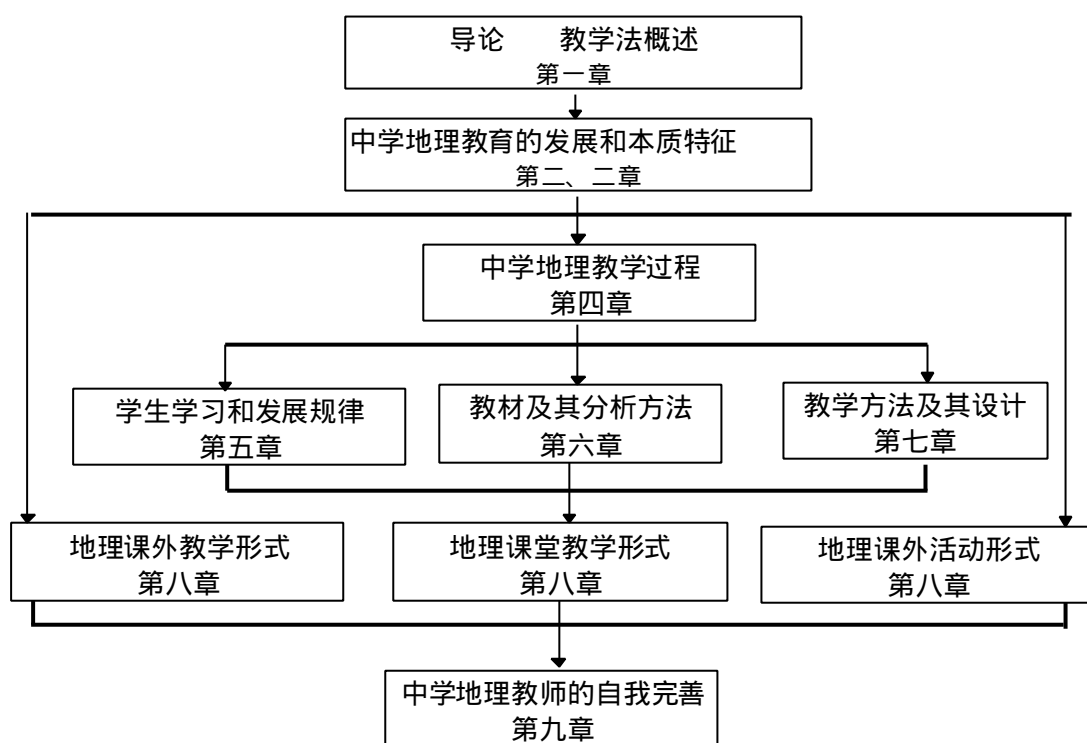 导论 教学法概述
第一章
中学地理教育的发展和本质特征
第二、二章
中学地理教学过程
第四章
学生学习和发展规律
第五章
教材及其分析方法
第六章
教学方法及其设计
第七章
地理课外教学形式
第八章
地理课堂教学形式
第八章
地理课外活动形式
第八章
中学地理教师的自我完善
第九章